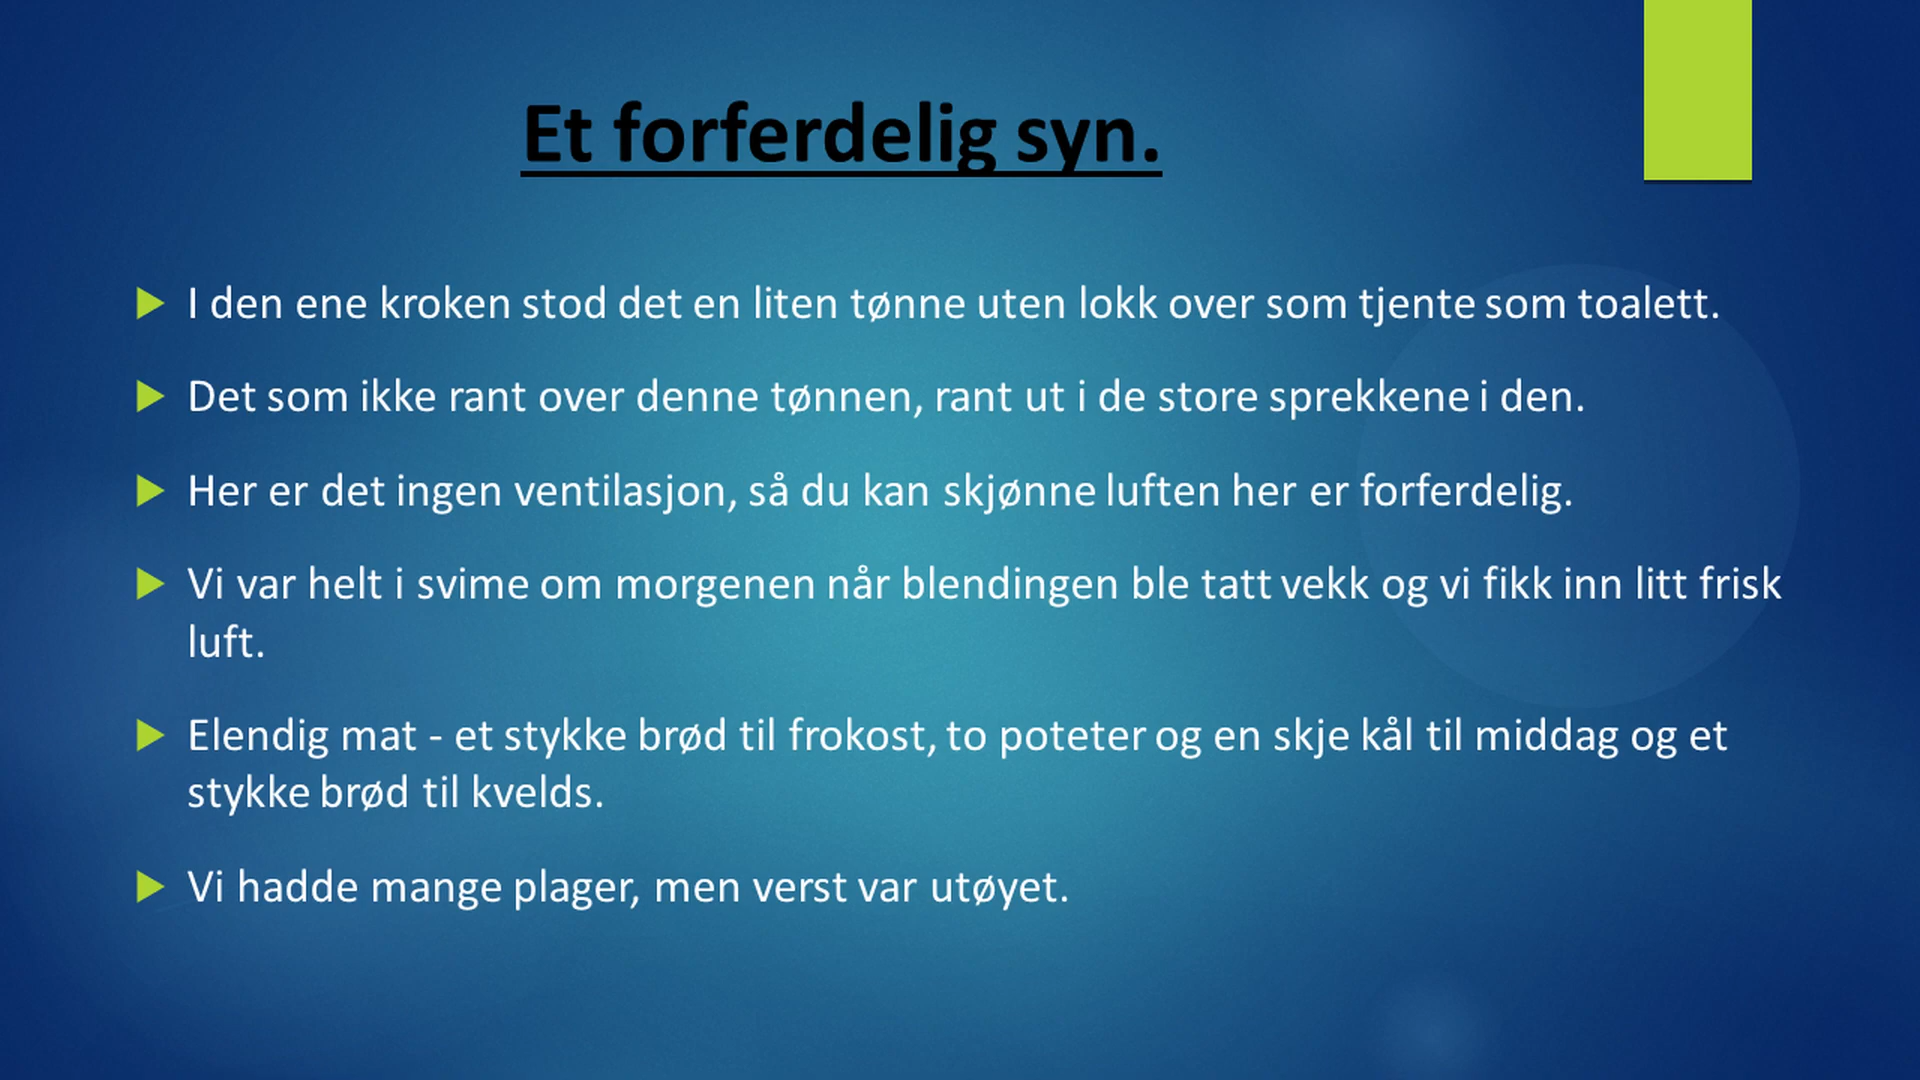 Et forferdelig syn.
I den ene kroken stod det en liten tønne uten lokk over som tjente som toalett.
Det som ikke rant over denne tønnen, rant ut i de store sprekkene i den.
Her er det ingen ventilasjon, så du kan skjønne luften her er forferdelig.
Vi var helt i svime om morgenen når blendingen ble tatt vekk og vi fikk inn litt frisk
luft.
Elendig mat - et stykke brød til frokost, to poteter og en skje kål til middag og et
stykke brød til kvelds.
Vi hadde mange plager, men verst var utøyet.